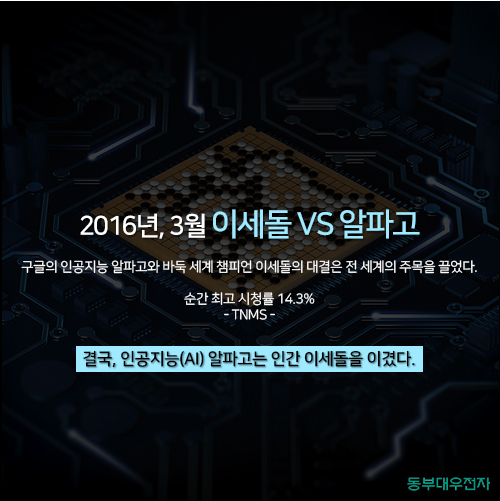 2016년, 3월 이세돌 VS 알파고
구글의 인공지능 알파고와 바둑 세계 챔피언 이세돌의 대결은 전 세계의 주목을 끌었다.
순간 최고 시청률 14.3%
- TNMS -
결국, 인공지능(AI) 알파고는 인간 이세돌을 이겼다.
동부대우전자